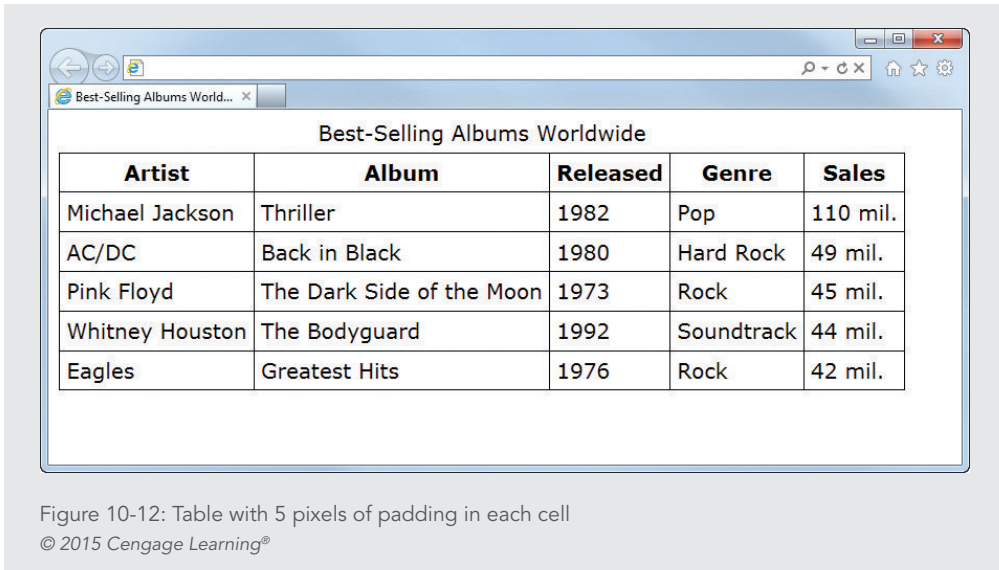 Best-Selling Albums World...
Best-Selling Albums Worldwide
Artist Album Released Genre Sales
Michael Jackson Thriller 1982 Pop 110 mil.
AC/DC Back in Black 1980 Hard Rock 49 mil.
Pink Floyd The Dark Side of the Moon 1973 Rock 45 mil.
Whitney Houston The Bodyguard 1992 Soundtrack 44 mil.
Eagles Greatest Hits 1976 Rock 42 mil.
Figure 10-12: Table with 5 pixels of padding in each cell
© 2015 Cengage Learning®